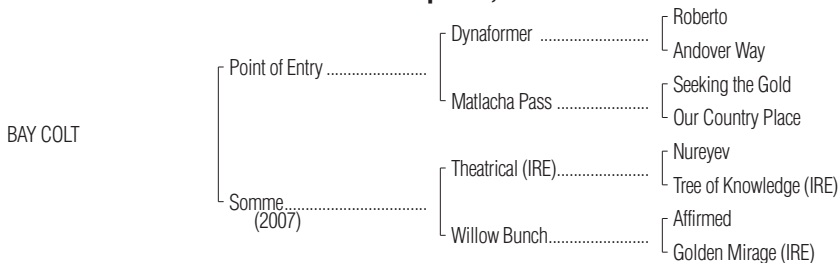 Roberto
Dynaformer
Andover Way
Point of Entry
Seeking the Gold
Matlacha Pass
Our Country Place
BAY COLT
Nureyev
Theatrical (IRE)
Tree of Knowledge (IRE)
Somme
(2007)
Affirmed
Willow Bunch
Golden Mirage (IRE)